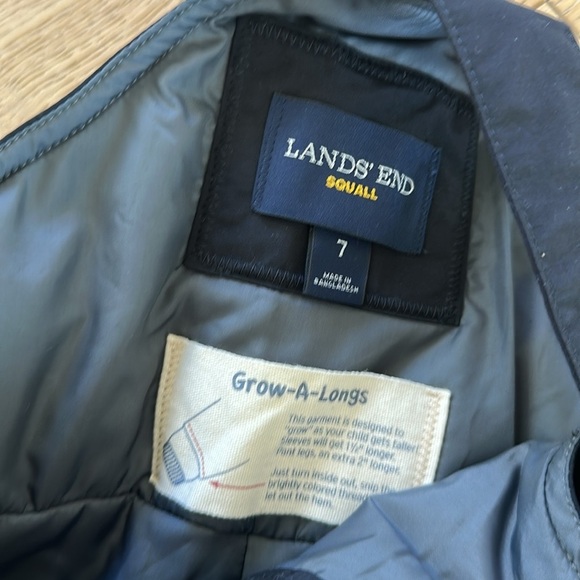 LANDS' END
SQUALL
7
MADE IN
BANGLADESH
Grow-A-Longs
This garment is designed to
"grow" as your child gets taller!
Sleeves will get 1½" longer.
Pant legs, an extra 2" longer.
Just turn inside out, snip the
brightly colored thread
let out the hem.